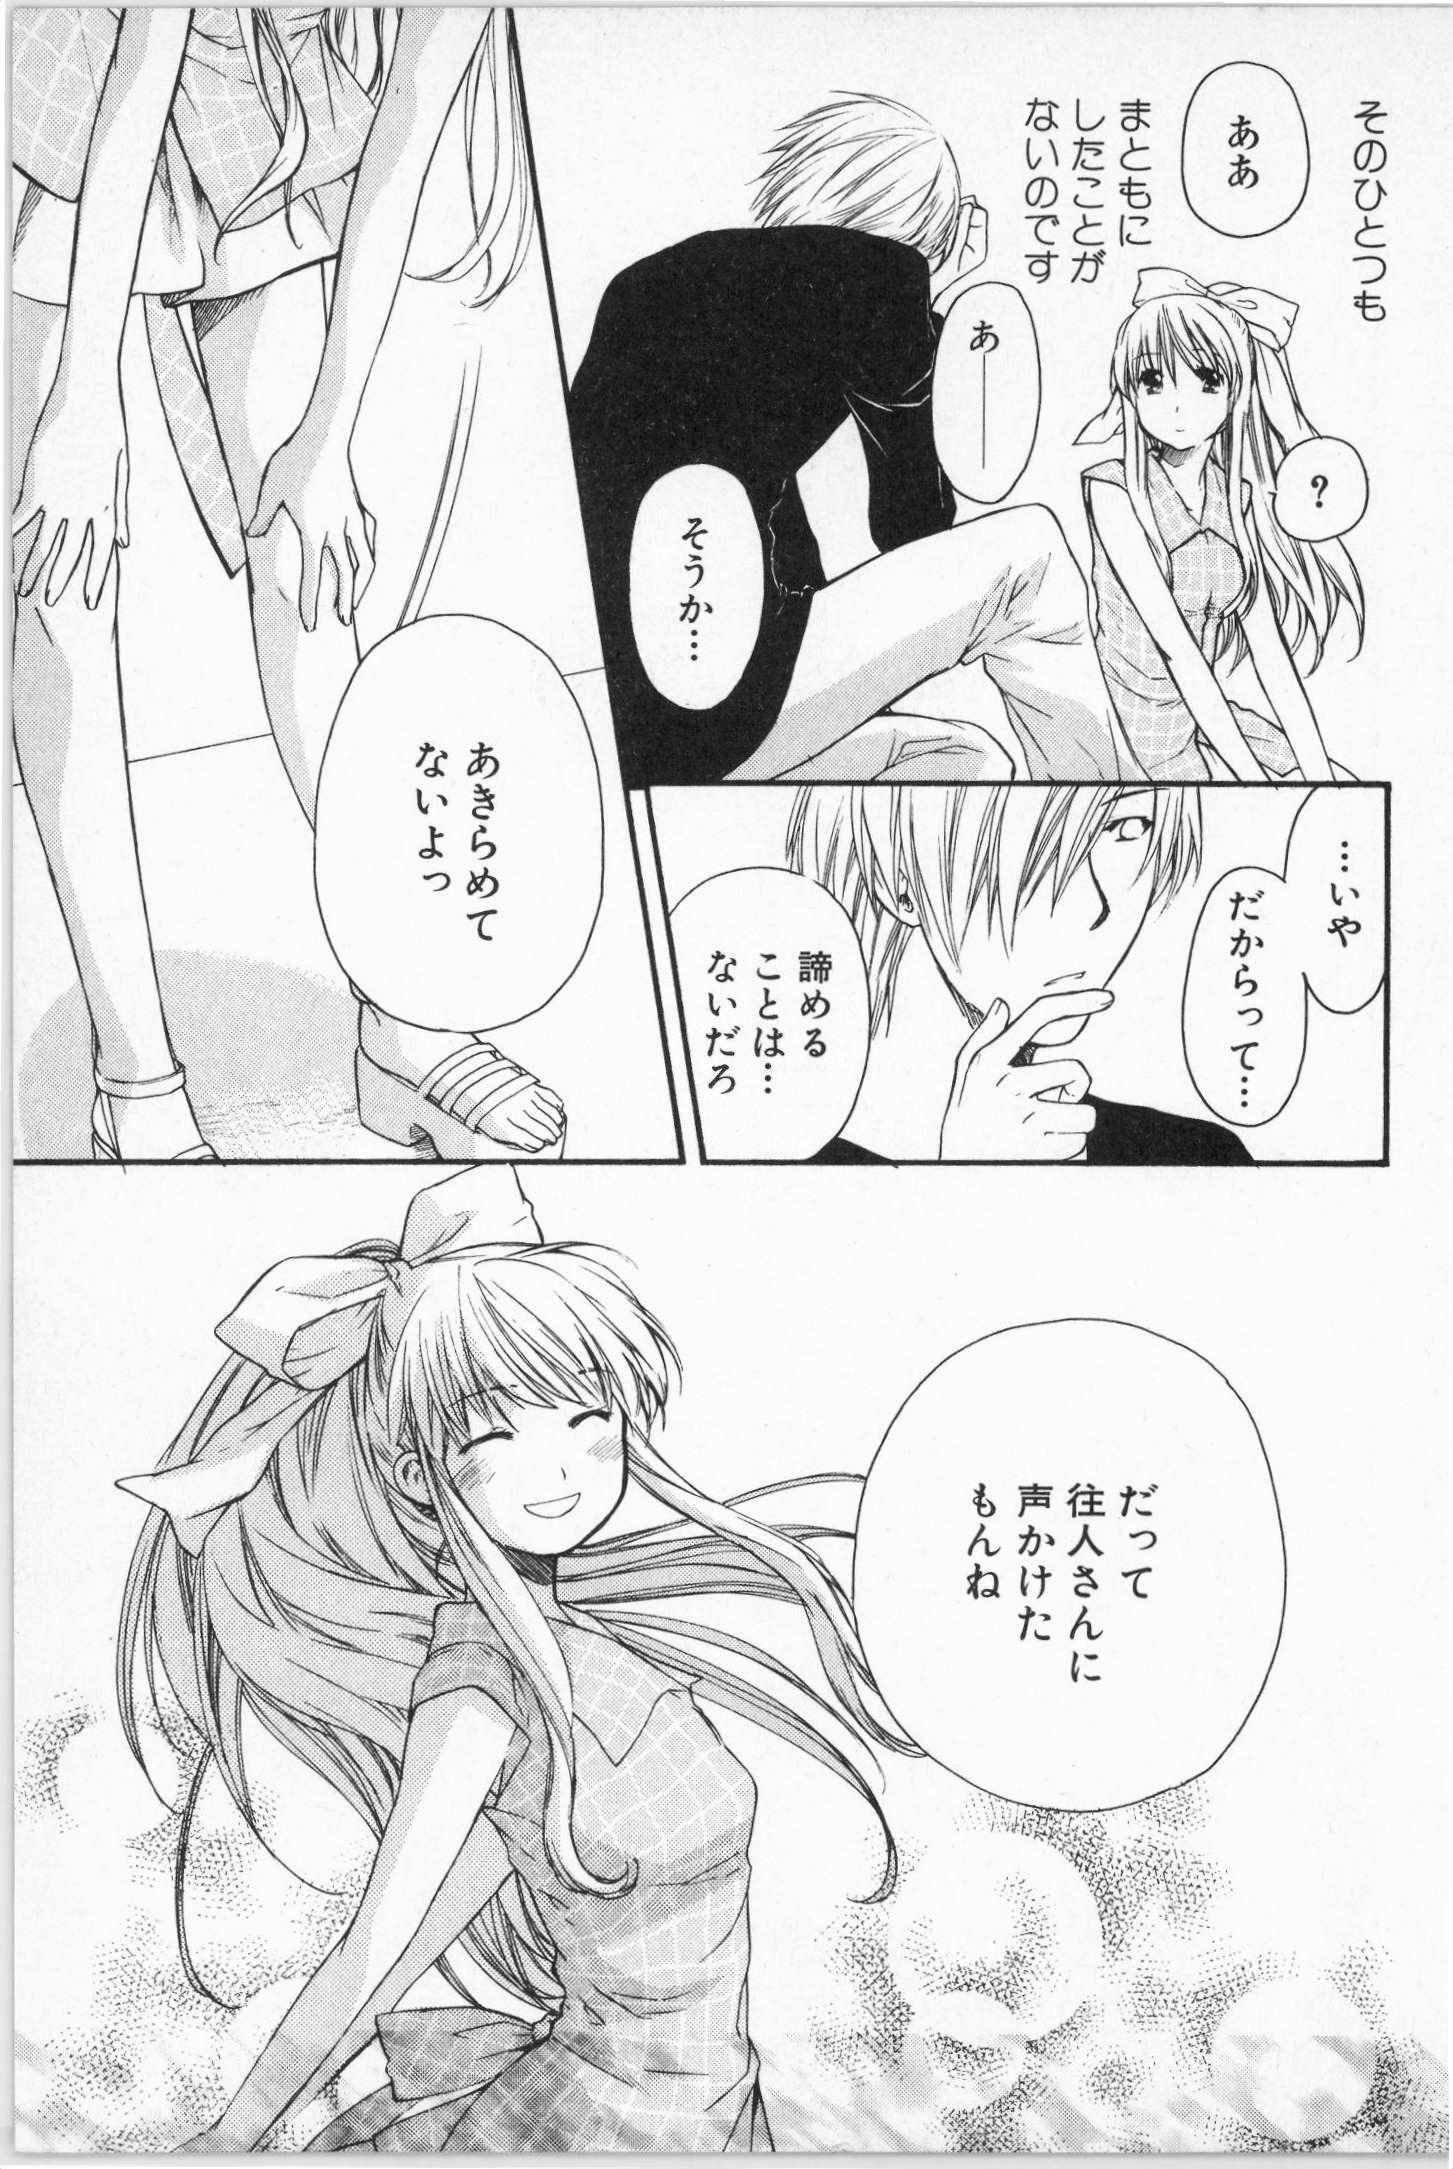 そのひとつも
ああ
まともに
したことが
ないのです
あ——
?
そうか…
…いや
だからって…
諦める
ことは…
ないだろ
あきらめて
ないよっ
だって
往人さんに
声かけた
もんね